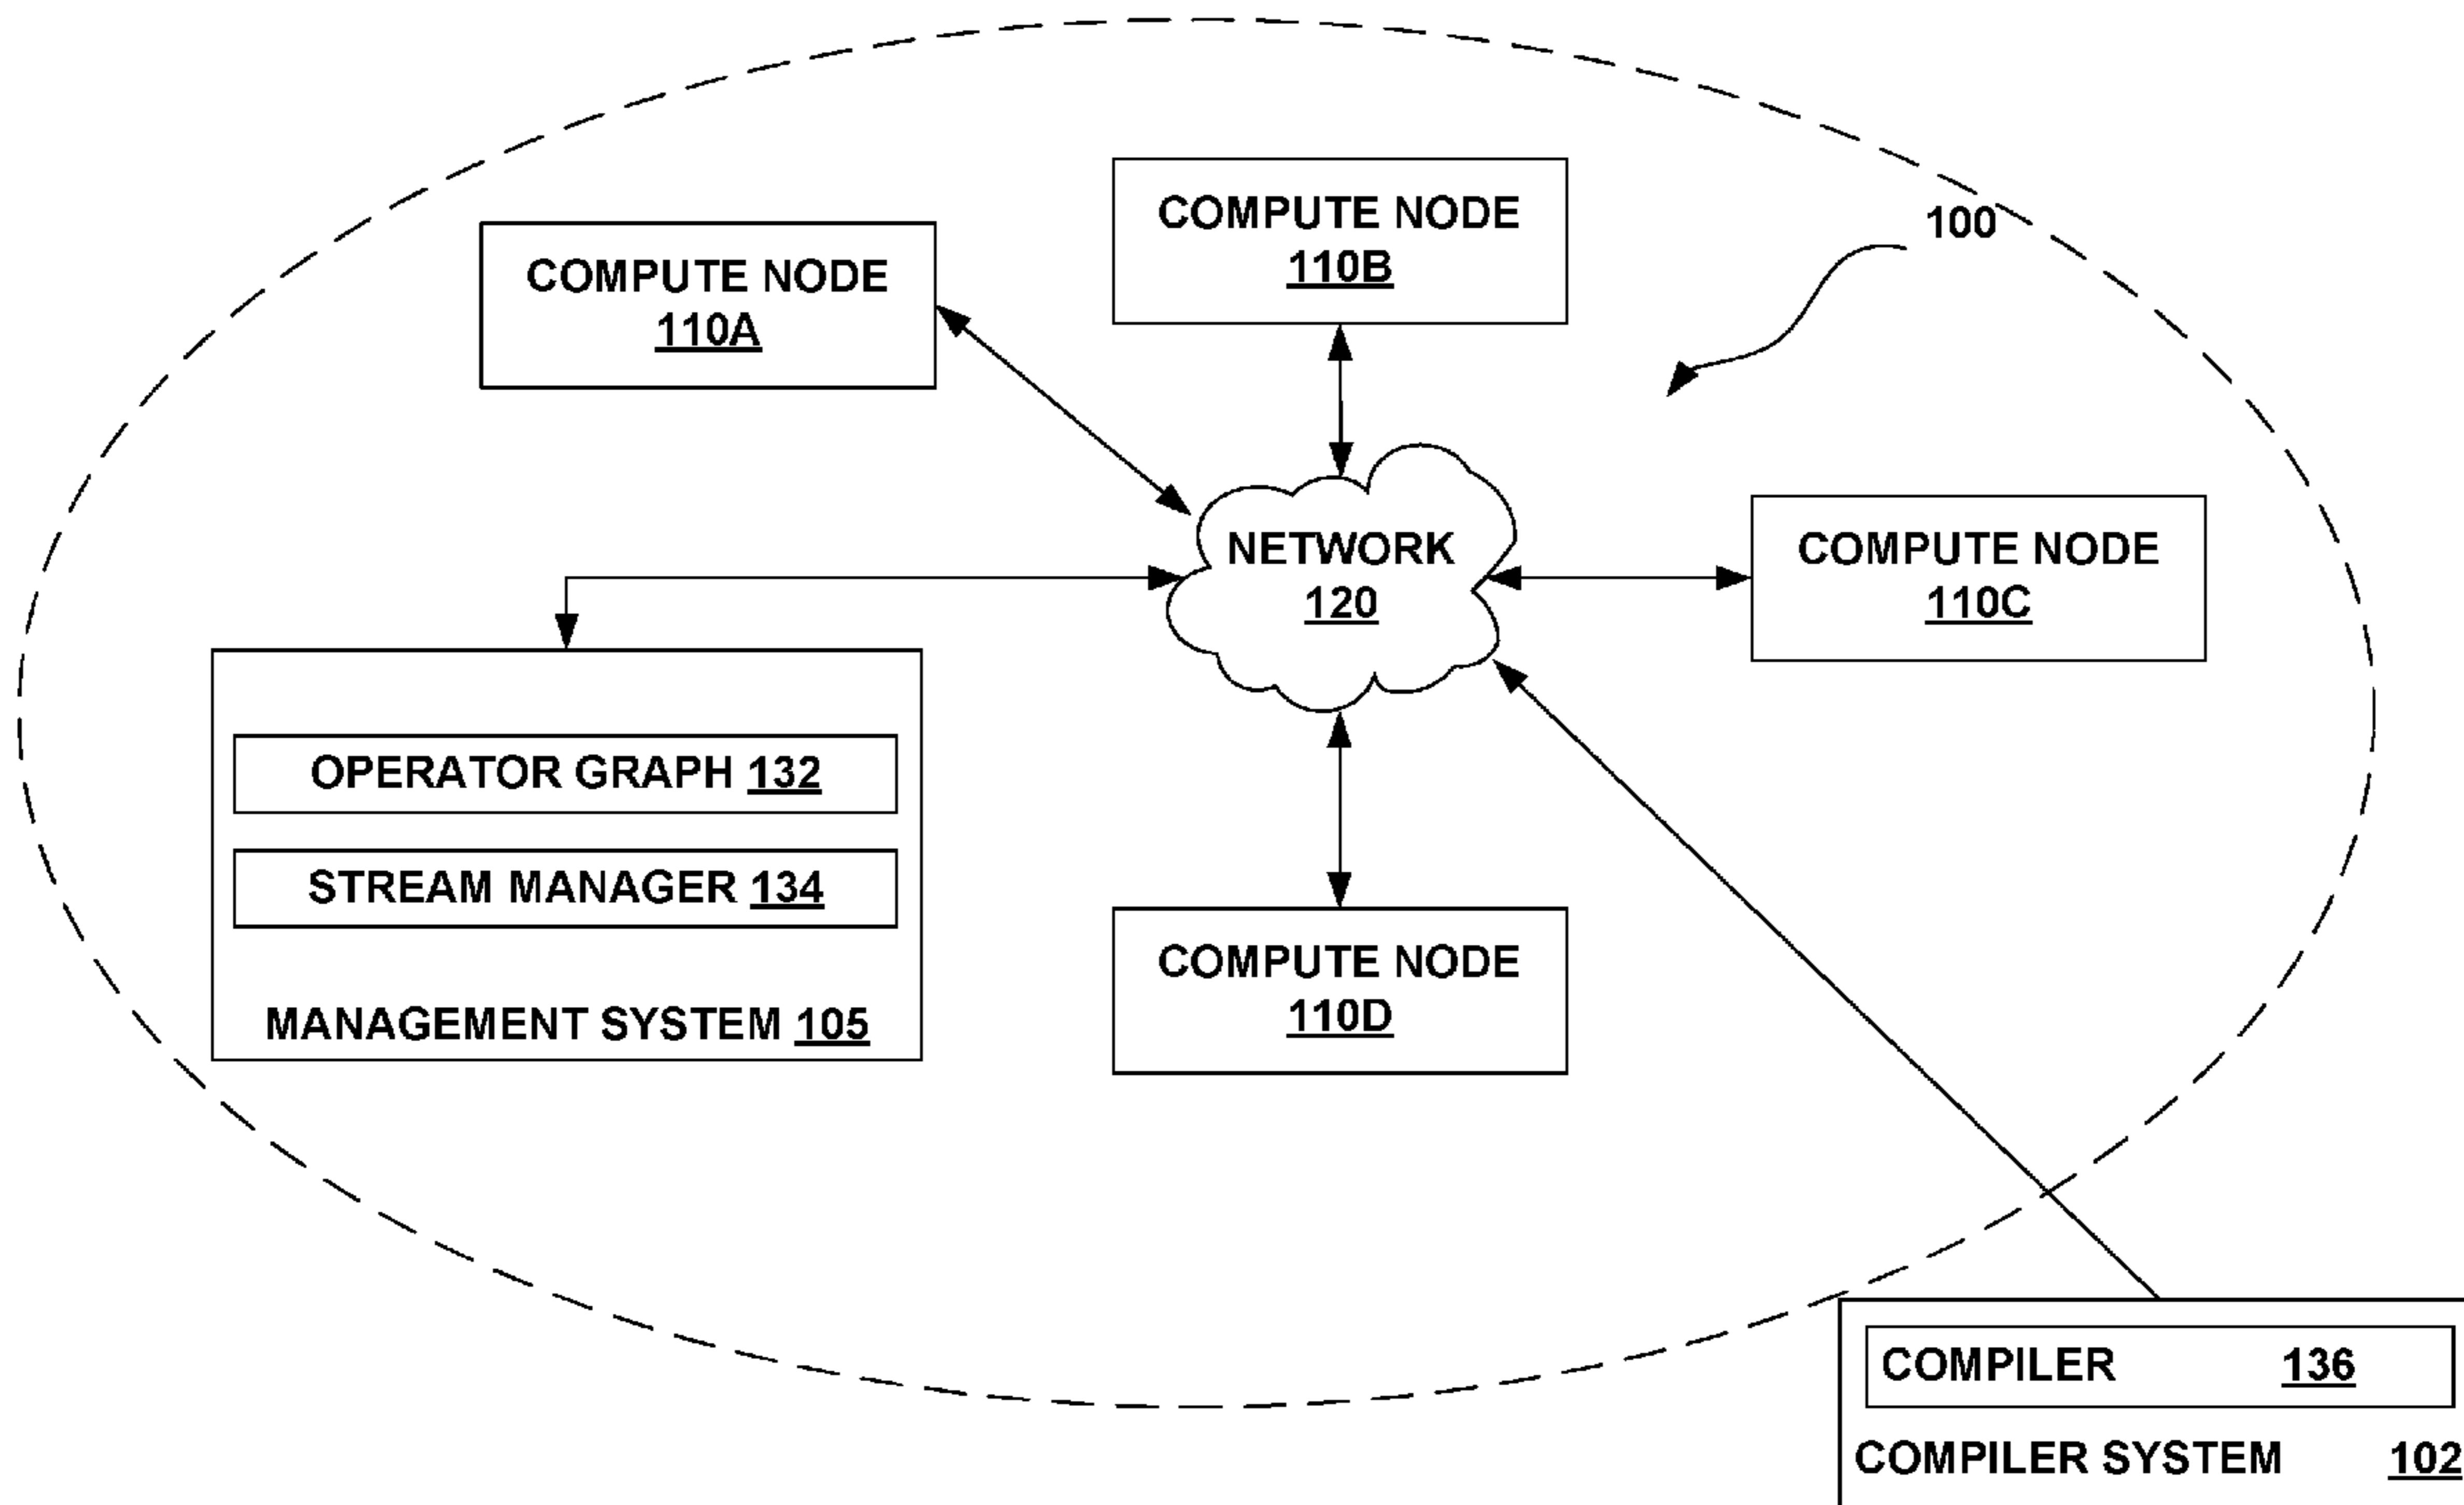 COMPUTE NODE
110B
100
COMPUTE NODE
110A
NETWORK
120
COMPUTE NODE
110C
OPERATOR GRAPH 132
STREAM MANAGER 134
MANAGEMENT SYSTEM 105
COMPUTE NODE
110D
COMPILER 136
COMPILER SYSTEM 102